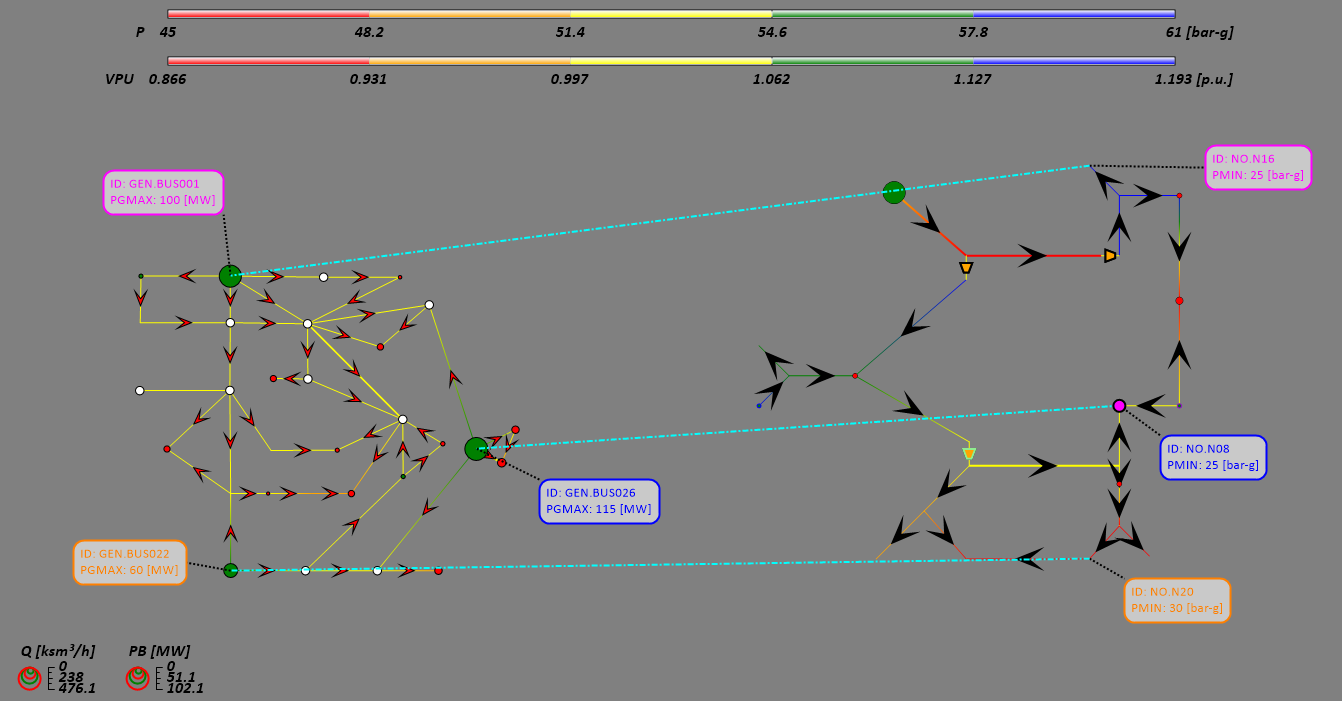 P 45 48.2 51.4 54.6 57.8 61 [bar-g]
VPU 0.866 0.931 0.997 1.062 1.127 1.193 [p.u.]
ID: NO.N16
PMIN: 25 [bar-g]
ID: GEN.BUS001
PGMAX: 100 [MW]
ID: NO.N08
PMIN: 25 [bar-g]
ID: GEN.BUS026
PGMAX: 115 [MW]
ID: GEN.BUS022
PGMAX: 60 [MW]
ID: NO.N20
PMIN: 30 [bar-g]
Q [ksm³/h] PB [MW]
0 0
238 51.1
476.1 102.1